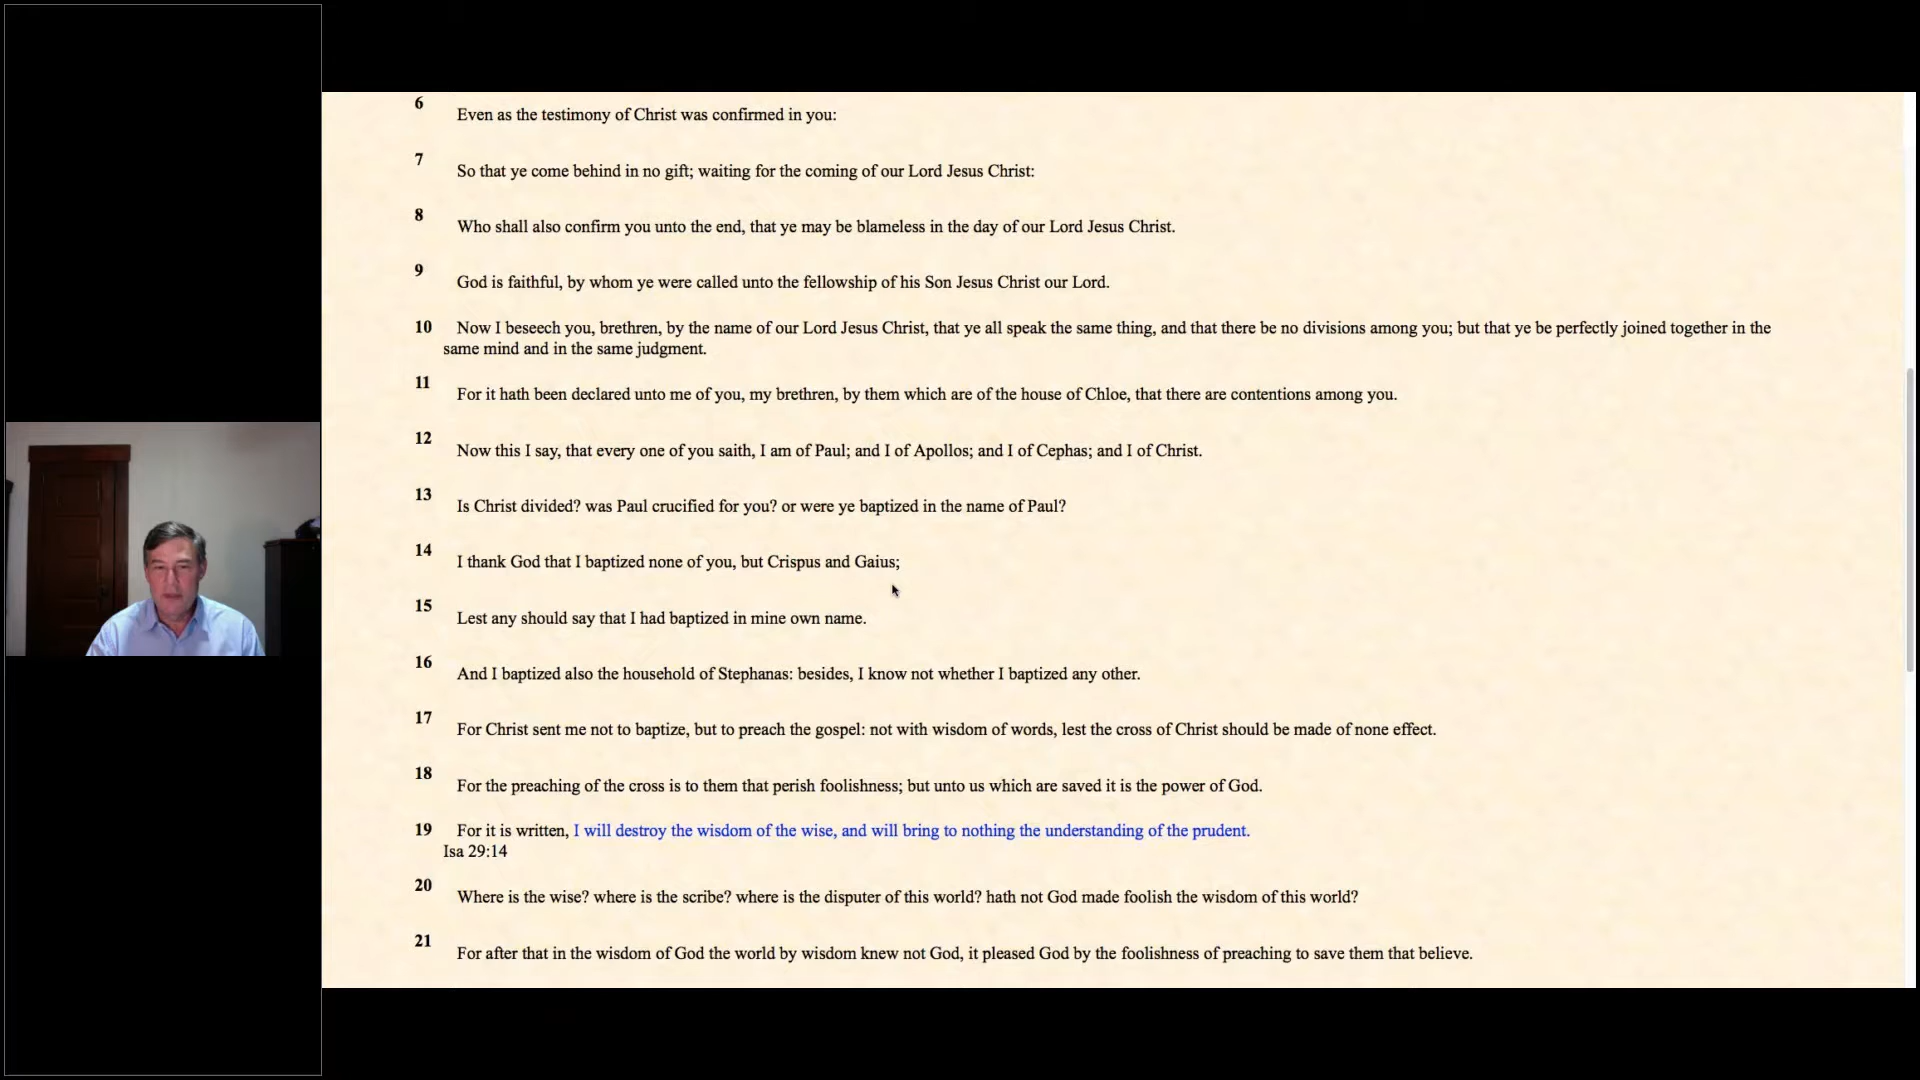 6 Even as the testimony of Christ was confirmed in you:
7 So that ye come behind in no gift; waiting for the coming of our Lord Jesus Christ:
8 Who shall also confirm you unto the end, that ye may be blameless in the day of our Lord Jesus Christ.
9 God is faithful, by whom ye were called unto the fellowship of his Son Jesus Christ our Lord.
10 Now I beseech you, brethren, by the name of our Lord Jesus Christ, that ye all speak the same thing, and that there be no divisions among you; but that ye be perfectly joined together in the
same mind and in the same judgment.
11 For it hath been declared unto me of you, my brethren, by them which are of the house of Chloe, that there are contentions among you.
12 Now this I say, that every one of you saith, I am of Paul; and I of Apollos; and I of Cephas; and I of Christ.
13 Is Christ divided? was Paul crucified for you? or were ye baptized in the name of Paul?
14 I thank God that I baptized none of you, but Crispus and Gaius;
15 Lest any should say that I had baptized in mine own name.
16 And I baptized also the household of Stephanas: besides, I know not whether I baptized any other.
17 For Christ sent me not to baptize, but to preach the gospel: not with wisdom of words, lest the cross of Christ should be made of none effect.
18 For the preaching of the cross is to them that perish foolishness; but unto us which are saved it is the power of God.
19 For it is written, I will destroy the wisdom of the wise, and will bring to nothing the understanding of the prudent.
Isa 29:14
20 Where is the wise? where is the scribe? where is the disputer of this world? hath not God made foolish the wisdom of this world?
21 For after that in the wisdom of God the world by wisdom knew not God, it pleased God by the foolishness of preaching to save them that believe.